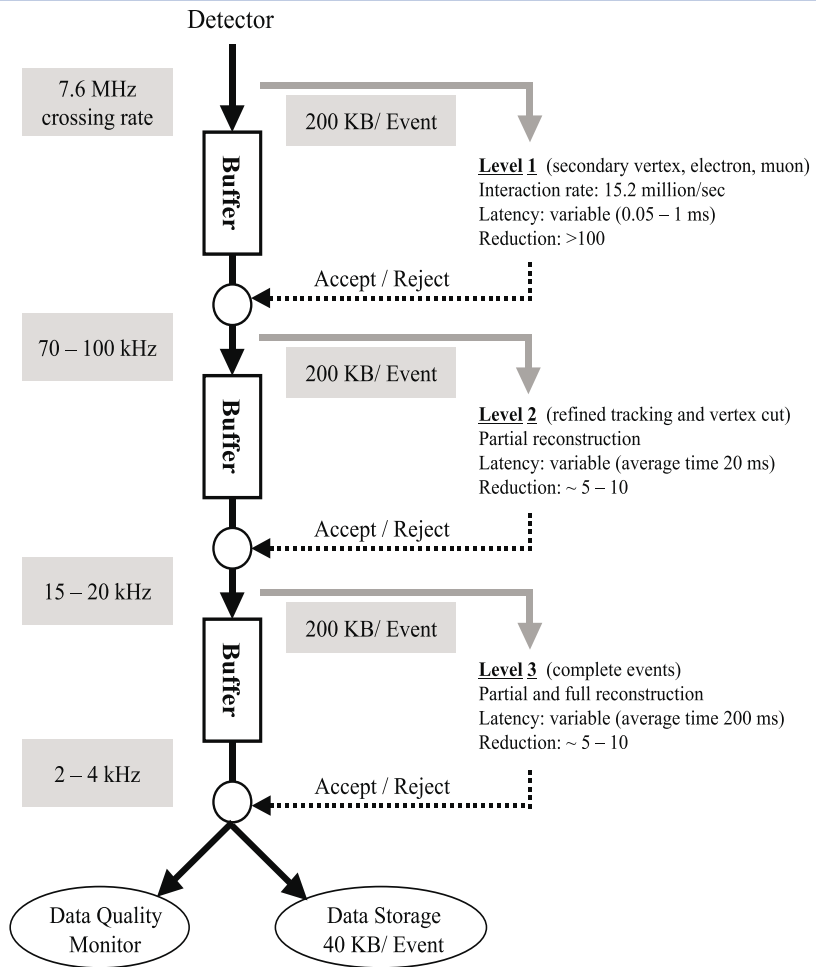 Detector
7.6 MHz
crossing rate
200 KB/ Event
Buffer
Level 1 (secondary vertex, electron, muon)
Interaction rate: 15.2 million/sec
Latency: variable (0.05 – 1 ms)
Reduction: >100
Accept / Reject
70 – 100 kHz
200 KB/ Event
Buffer
Level 2 (refined tracking and vertex cut)
Partial reconstruction
Latency: variable (average time 20 ms)
Reduction: ~ 5 – 10
Accept / Reject
15 – 20 kHz
200 KB/ Event
Buffer
Level 3 (complete events)
Partial and full reconstruction
Latency: variable (average time 200 ms)
Reduction: ~ 5 – 10
2 – 4 kHz
Accept / Reject
Data Quality
Monitor
Data Storage
40 KB/ Event